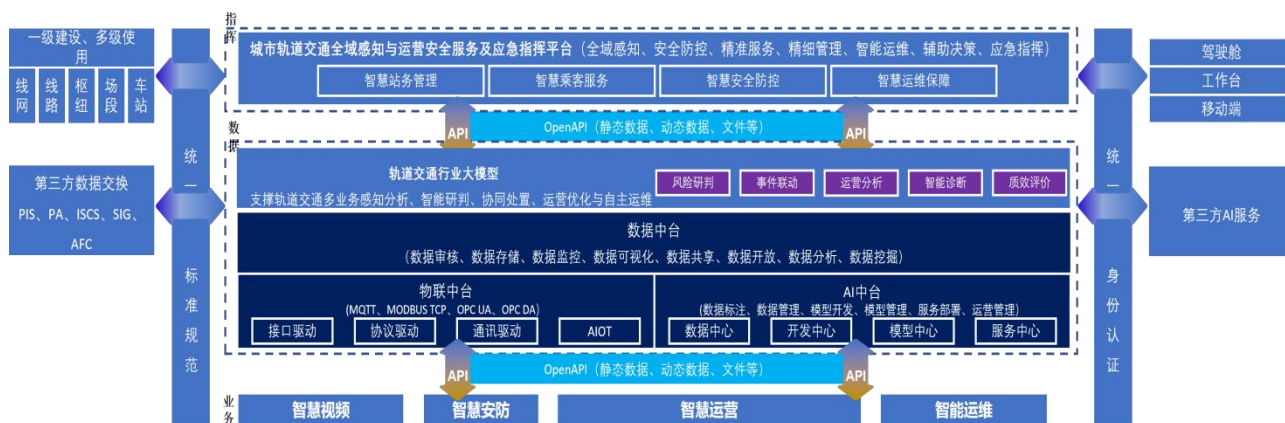 指挥
一级建设、多级使
用
线网
线路
枢纽
场段
车站
城市轨道交通全域感知与运营安全服务及应急指挥平台（全域感知、安全防控、精准服务、精细管理、智能运维、辅助决策、应急指挥）
智慧站务管理
智慧乘客服务
智慧安全防控
智慧运维保障
驾驶舱
工作台
移动端
API
OpenAPI（静态数据、动态数据、文件等）
API
数据
统一标准规范
统一身份认证
第三方数据交换
PIS、PA、ISCS、SIG、
AFC
轨道交通行业大模型
支撑轨道交通多业务感知分析、智能研判、协同处置、运营优化与自主运维
风险研判
事件联动
运营分析
智能诊断
质效评价
第三方AI服务
数据中台
(数据审核、数据存储、数据监控、数据可视化、数据共享、数据开放、数据分析、数据挖掘）
物联中台
(MQTT、MODBUS TCP、OPC UA、OPC DA)
接口驱动
协议驱动
通讯驱动
AIOT
AI中台
(数据标注、数据管理、模型开发、模型管理、服务部署、运营管理）
数据中心
开发中心
模型中心
服务中心
API
OpenAPI（静态数据、动态数据、文件等）
API
业务
智慧视频
智慧安防
智慧运营
智能运维